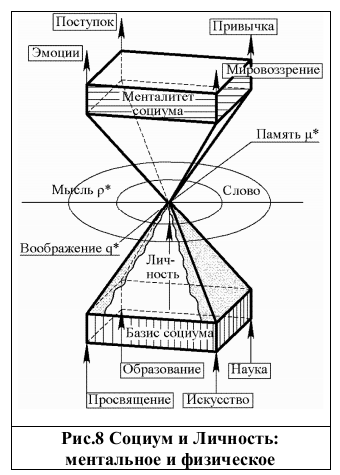 Поступок
Привычка
Эмоции
Мировоззрение
Менталитет
социума
Память μ*
Мысль ρ*
Слово
Воображение q*
Лич-
ность
Базис социума
Образование
Наука
Просвящение
Искусство
Рис.8 Социум и Личность:
ментальное и физическое